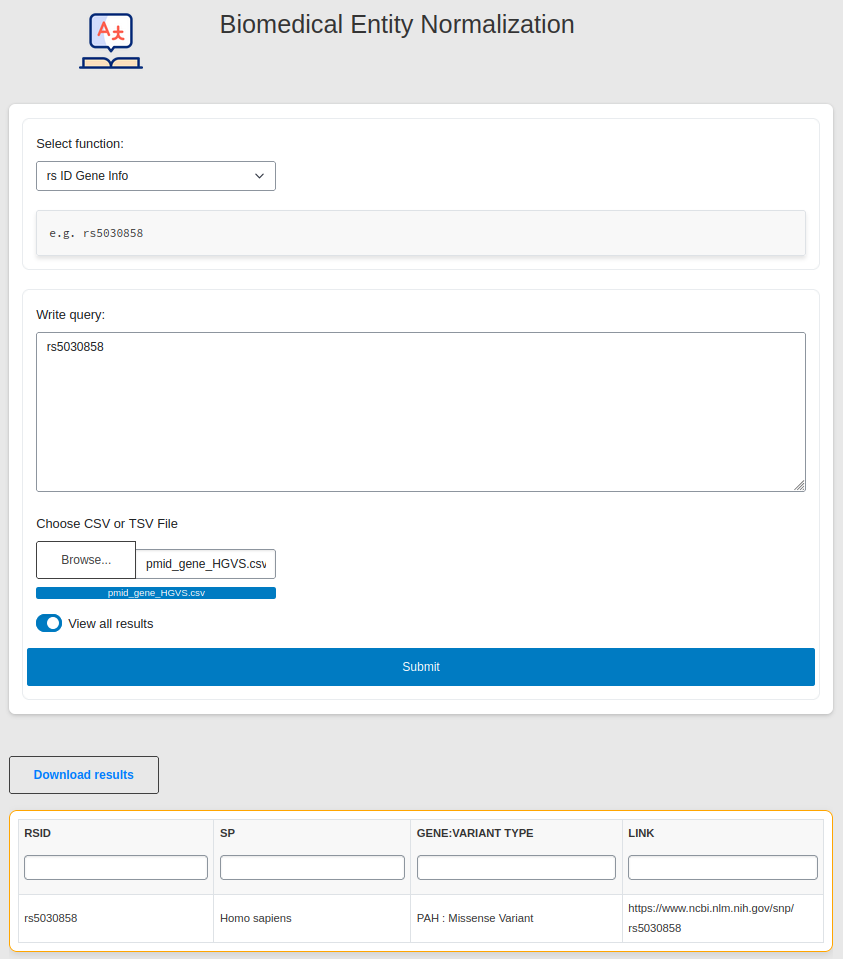 Biomedical Entity Normalization
Select function:
rs ID Gene Info
e.g. rs5030858
Write query:
rs5030858
Choose CSV or TSV File
Browse...
pmid_gene_HGVS.csv
pmid_gene_HGVS.csv
View all results
Submit
Download results
RSID SP GENE:VARIANT TYPE LINK
rs5030858 Homo sapiens PAH : Missense Variant https://www.ncbi.nlm.nih.gov/snp/
rs5030858